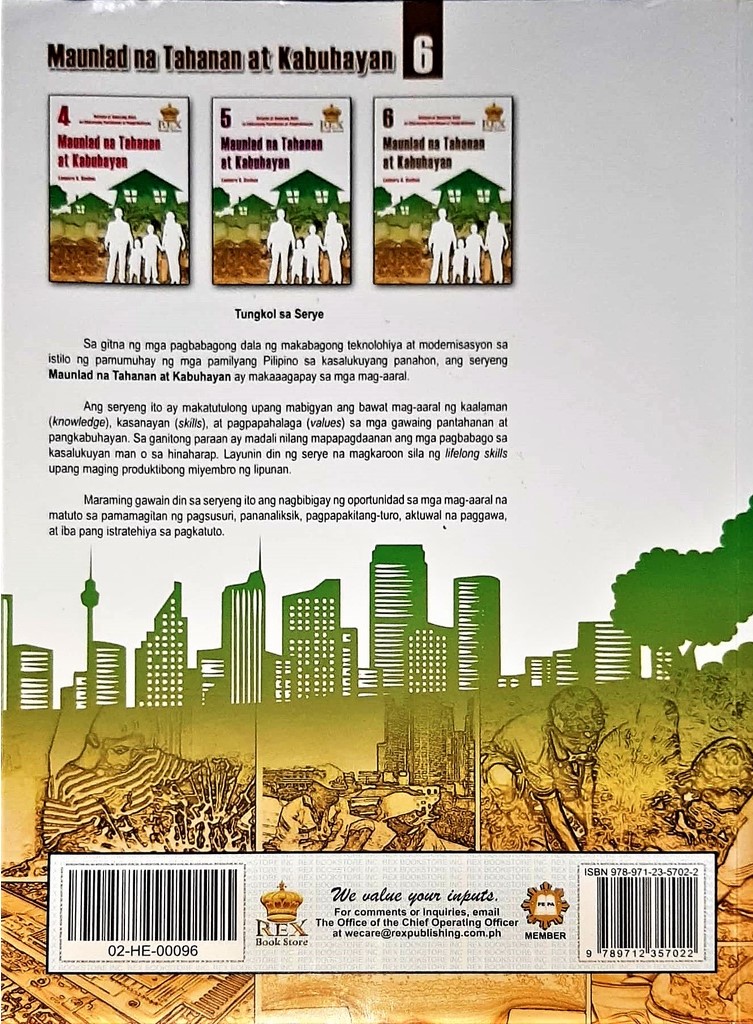 Maunlad na Tahanan at Kabuhayan 6
4
REX
Maunlad na Tahanan
at Kabuhayan
5
REX
Maunlad na Tahanan
at Kabuhayan
6
REX
Maunlad na Tahanan
at Kabuhayan
Tungkol sa Serye
Sa gitna ng mga pagbabagong dala ng makabagong teknolohiya at modernisasyon sa
istilo ng pamumuhay ng mga pamilyang Pilipino sa kasalukuyang panahon, ang seryeng
Maunlad na Tahanan at Kabuhayan ay makaaagapay sa mga mag-aaral.
Ang seryeng ito ay makatutulong upang mabigyan ang bawat mag-aaral ng kaalaman
(knowledge), kasanayan (skills), at pagpapahalaga (values) sa mga gawaing pantahanan at
pangkabuhayan. Sa ganitong paraan ay madali nilang mapapagdaanan ang mga pagbabago sa
kasalukuyan man o sa hinaharap. Layunin din ng serye na magkaroon sila ng lifelong skills
upang maging produktibong miyembro ng lipunan.
Maraming gawain din sa seryeng ito ang nagbibigay ng oportunidad sa mga mag-aaral na
matuto sa pamamagitan ng pagsusuri, pananaliksik, pagpapakitang-turo, aktuwal na paggawa,
at iba pang istratehiya sa pagkatuto.
02-HE-00096
REX
Book Store
We value your inputs.
For comments or inquiries, email
The Office of the Chief Operating Officer
at wecare@rexpublishing.com.ph
PEPA
MEMBER
ISBN 978-971-23-5702-2
9 789712 357022